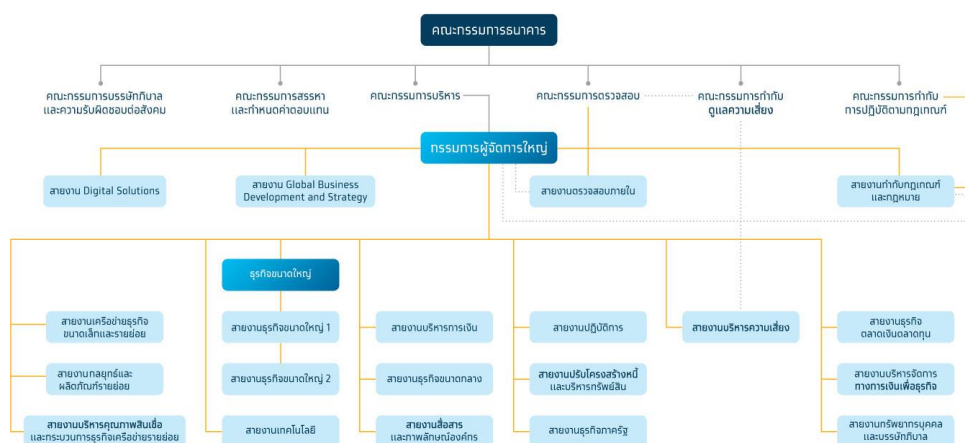 คณะกรรมการธนาคาร
คณะกรรมการบรรษัทภิบาล
และความรับผิดชอบต่อสังคม
คณะกรรมการสรรหา
และกำหนดค่าตอบแทน
คณะกรรมการบริหาร
คณะกรรมการตรวจสอบ
คณะกรรมการกำกับ
ดูแลความเสี่ยง
คณะกรรมการกำกับ
การปฏิบัติตามกฎเกณฑ์
กรรมการผู้จัดการใหญ่
สายงาน Digital Solutions
สายงาน Global Business
Development and Strategy
สายงานตรวจสอบภายใน
สายงานกำกับกฎเกณฑ์
และกฎหมาย
ธุรกิจขนาดใหญ่
สายงานเครือข่ายธุรกิจ
ขนาดเล็กและรายย่อย
สายงานธุรกิจขนาดใหญ่ 1
สายงานบริหารการเงิน
สายงานปฏิบัติการ
สายงานบริหารความเสี่ยง
สายงานธุรกิจ
ตลาดเงินตลาดทุน
สายงานกลยุทธ์และ
ผลิตภัณฑ์รายย่อย
สายงานธุรกิจขนาดใหญ่ 2
สายงานธุรกิจขนาดกลาง
สายงานปรับโครงสร้างหนี้
และบริหารทรัพย์สิน
สายงานบริหารจัดการ
ทางการเงินเพื่อธุรกิจ
สายงานบริหารคุณภาพสินเชื่อ
และกระบวนการธุรกิจเครือข่ายรายย่อย
สายงานเทคโนโลยี
สายงานสื่อสาร
และภาพลักษณ์องค์กร
สายงานธุรกิจภาครัฐ
สายงานทรัพยากรบุคคล
และบรรษัทภิบาล